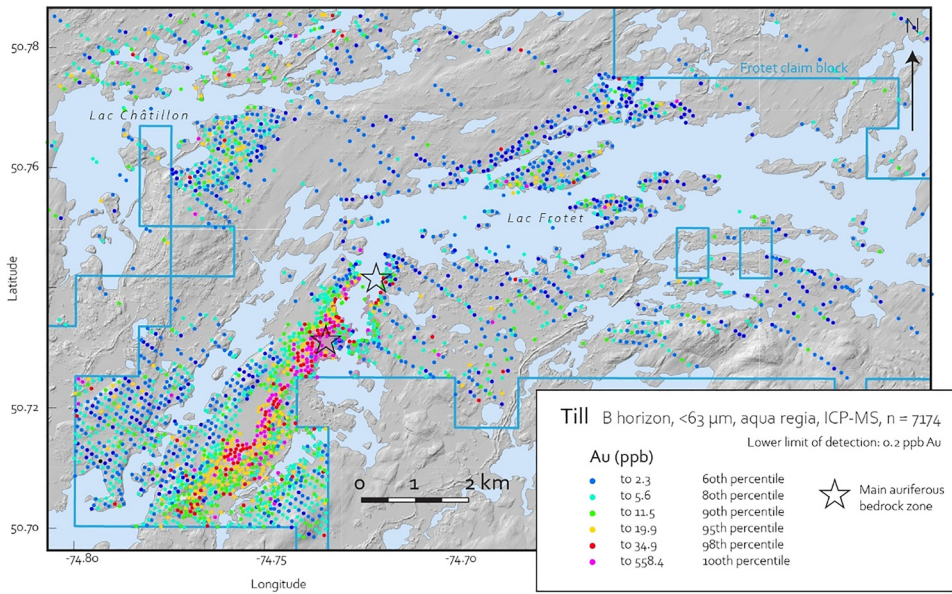 50.78
N
Frotet claim block
Lac Châtillon
50.76
Lac Frotet
Latitude
50.72
50.70
0 1 2 km
-74.80
-74.75
-74.70
Longitude
Till B horizon, <63 µm, aqua regia, ICP-MS, n = 7174
Lower limit of detection: 0.2 ppb Au
Au (ppb)
to 2.3 60th percentile
to 5.6 80th percentile
to 11.5 90th percentile
to 19.9 95th percentile
to 34.9 98th percentile
to 558.4 100th percentile
Main auriferous
bedrock zone